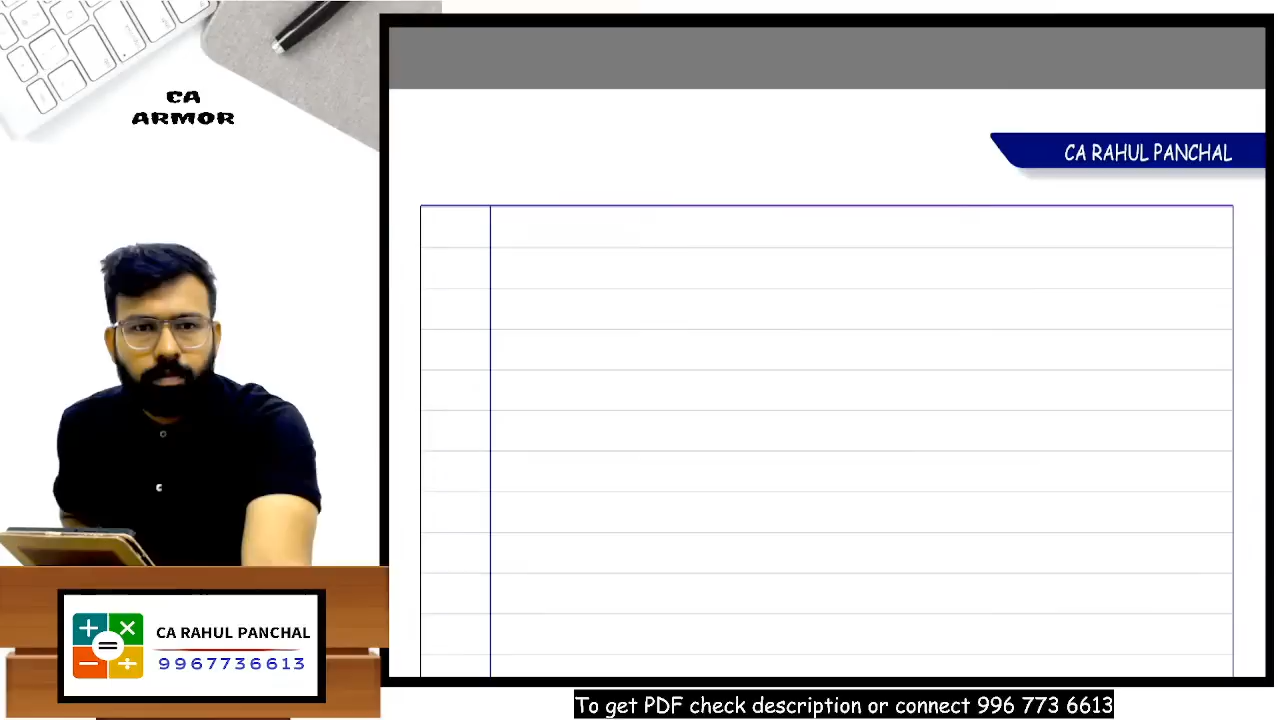 CA
ARMOR
CA RAHUL PANCHAL
CA RAHUL PANCHAL
9967736613
To get PDF check description or connect 996 773 6613